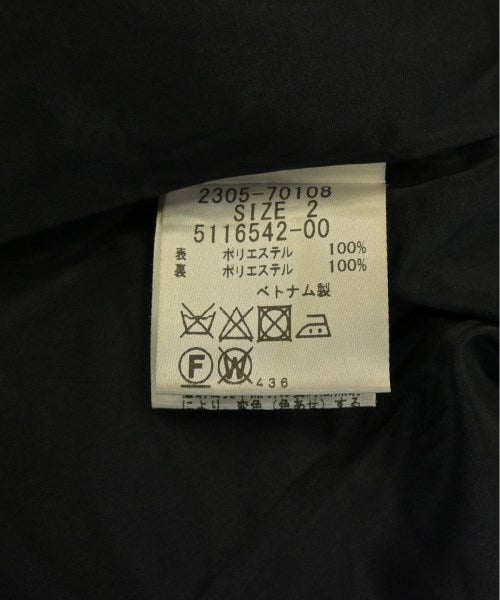 2305-70108
SIZE 2
5116542-00
表 ポリエステル 100%
裏 ポリエステル 100%
ベトナム製
F W 436
により 変色(色あせ)する